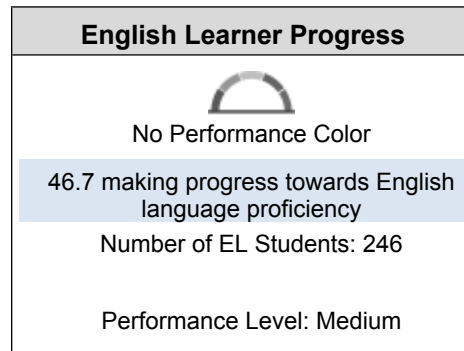 English Learner Progress
No Performance Color
46.7 making progress towards English
language proficiency
Number of EL Students: 246
Performance Level: Medium